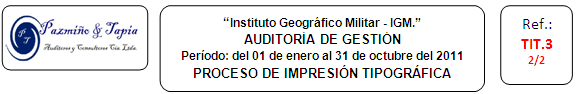 Pazmiño & Tapia
Auditores y Consultores Cía. Ltda.
PT
“Instituto Geográfico Militar - IGM.”
AUDITORÍA DE GESTIÓN
Período: del 01 de enero al 31 de octubre del 2011
PROCESO DE IMPRESIÓN TIPOGRÁFICA
Ref.:
TIT.3
2/2